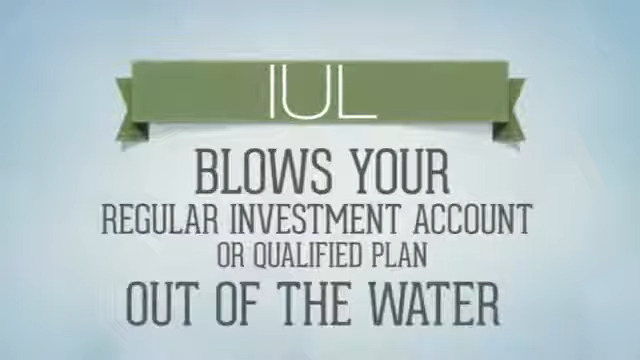 IUL
BLOWS YOUR
REGULAR INVESTMENT ACCOUNT
OR QUALIFIED PLAN
OUT OF THE WATER